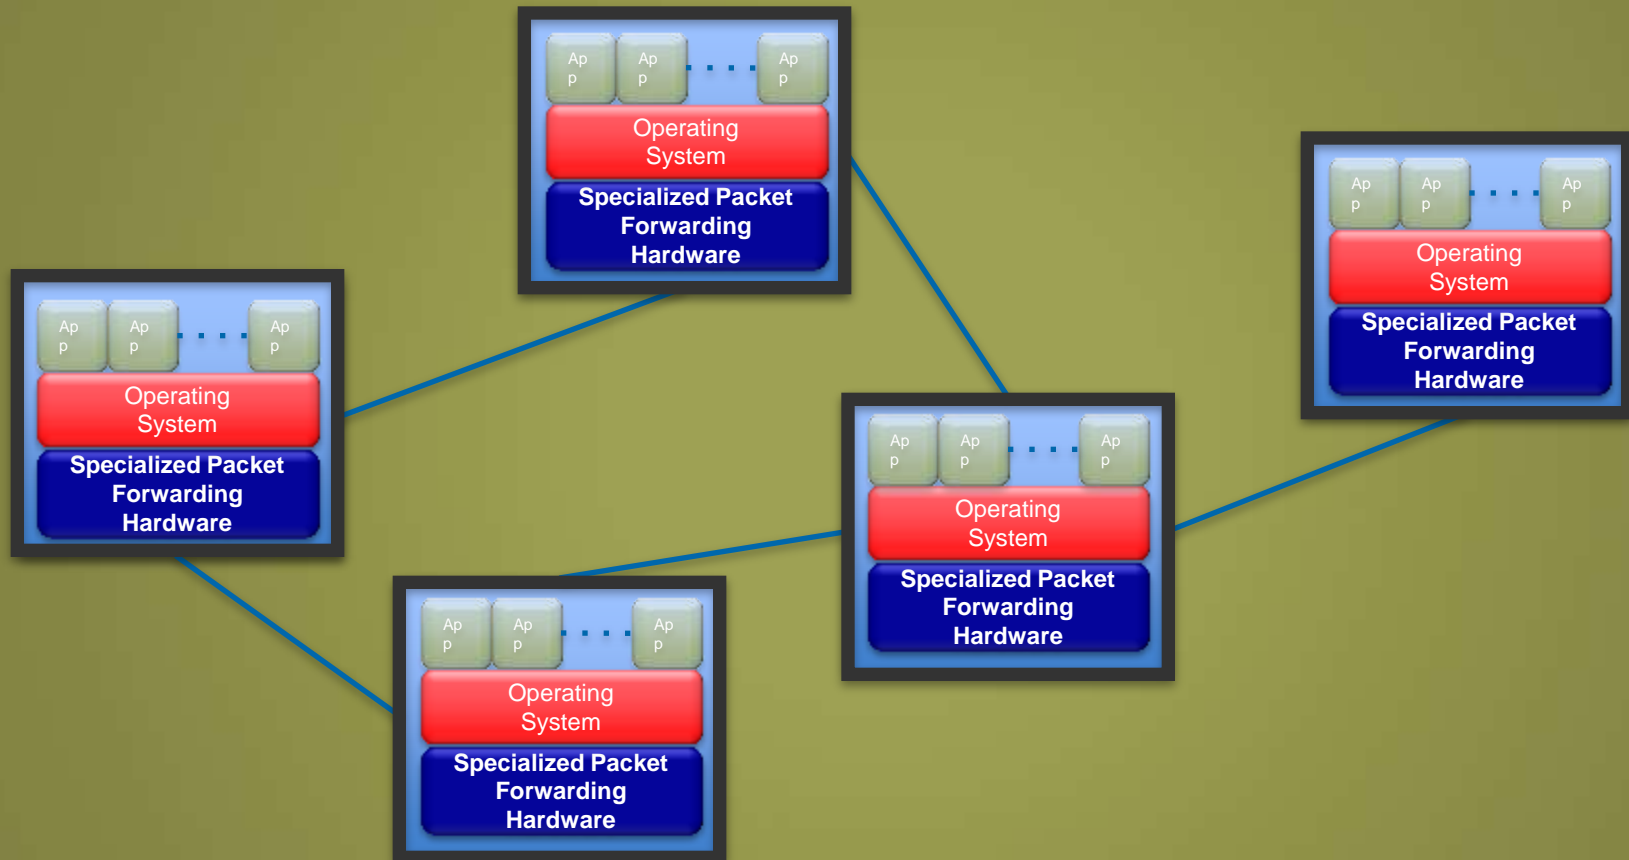 Ap Ap Ap
p p p
Operating
System
Specialized Packet
Forwarding
Hardware
Ap Ap Ap
p p p
Operating
System
Specialized Packet
Forwarding
Hardware
Ap Ap Ap
p p p
Operating
System
Specialized Packet
Forwarding
Hardware
Ap Ap Ap
p p p
Operating
System
Specialized Packet
Forwarding
Hardware
Ap Ap Ap
p p p
Operating
System
Specialized Packet
Forwarding
Hardware